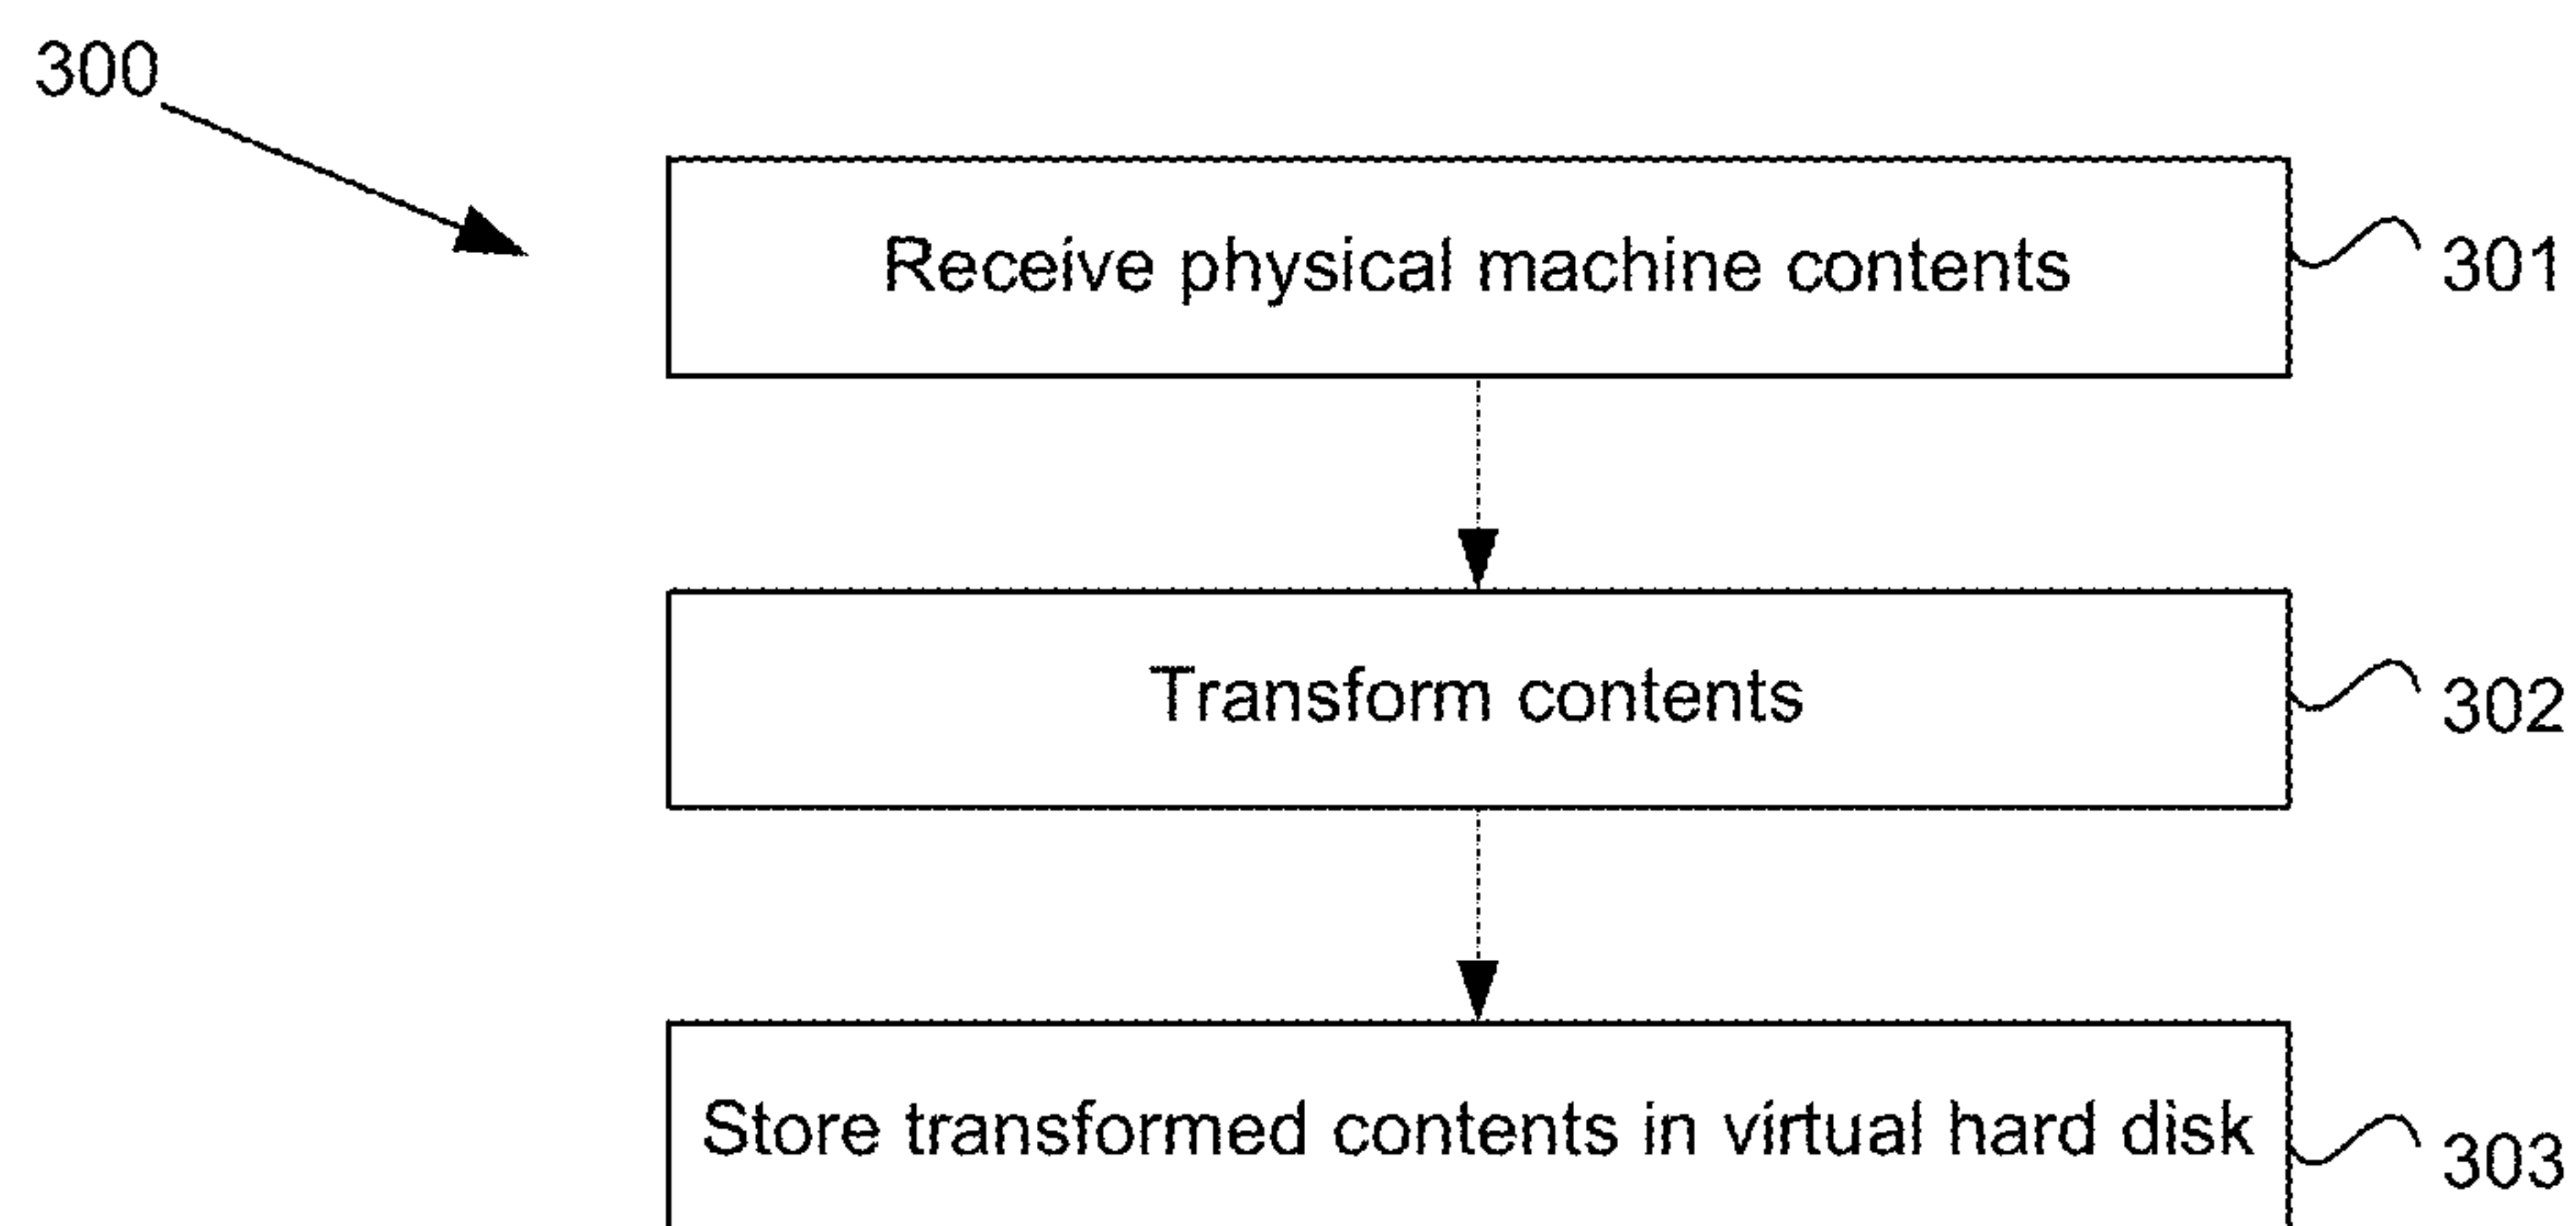 300
Receive physical machine contents
301
Transform contents
302
Store transformed contents in virtual hard disk
303